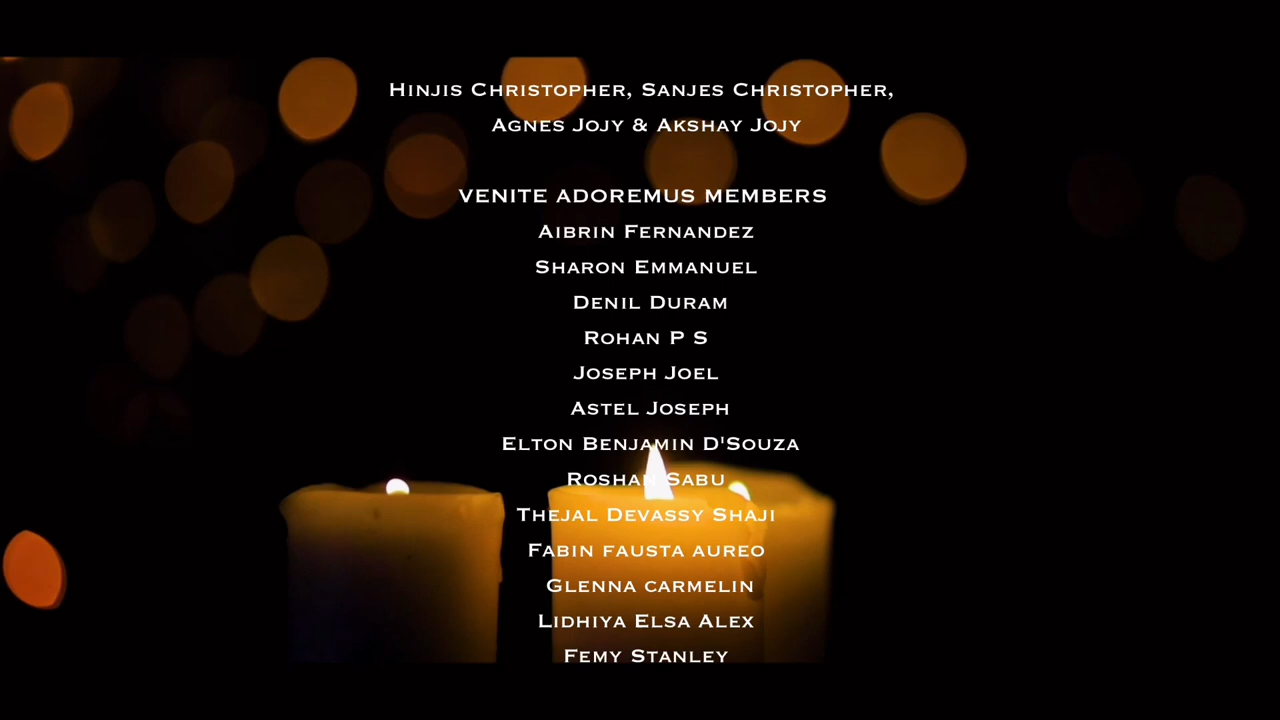 Hinjis Christopher, Sanjes Christopher,
Agnes Jojy & Akshay Jojy
VENITE ADOREMUS MEMBERS
Aibrin Fernandez
Sharon Emmanuel
Denil Duram
Rohan P S
Joseph Joel
Astel Joseph
Elton Benjamin D'Souza
Roshan Sabu
Thejal Devassy Shaji
Fabin fausta aureo
Glenna carmelin
Lidhiya Elsa Alex
Femy Stanley